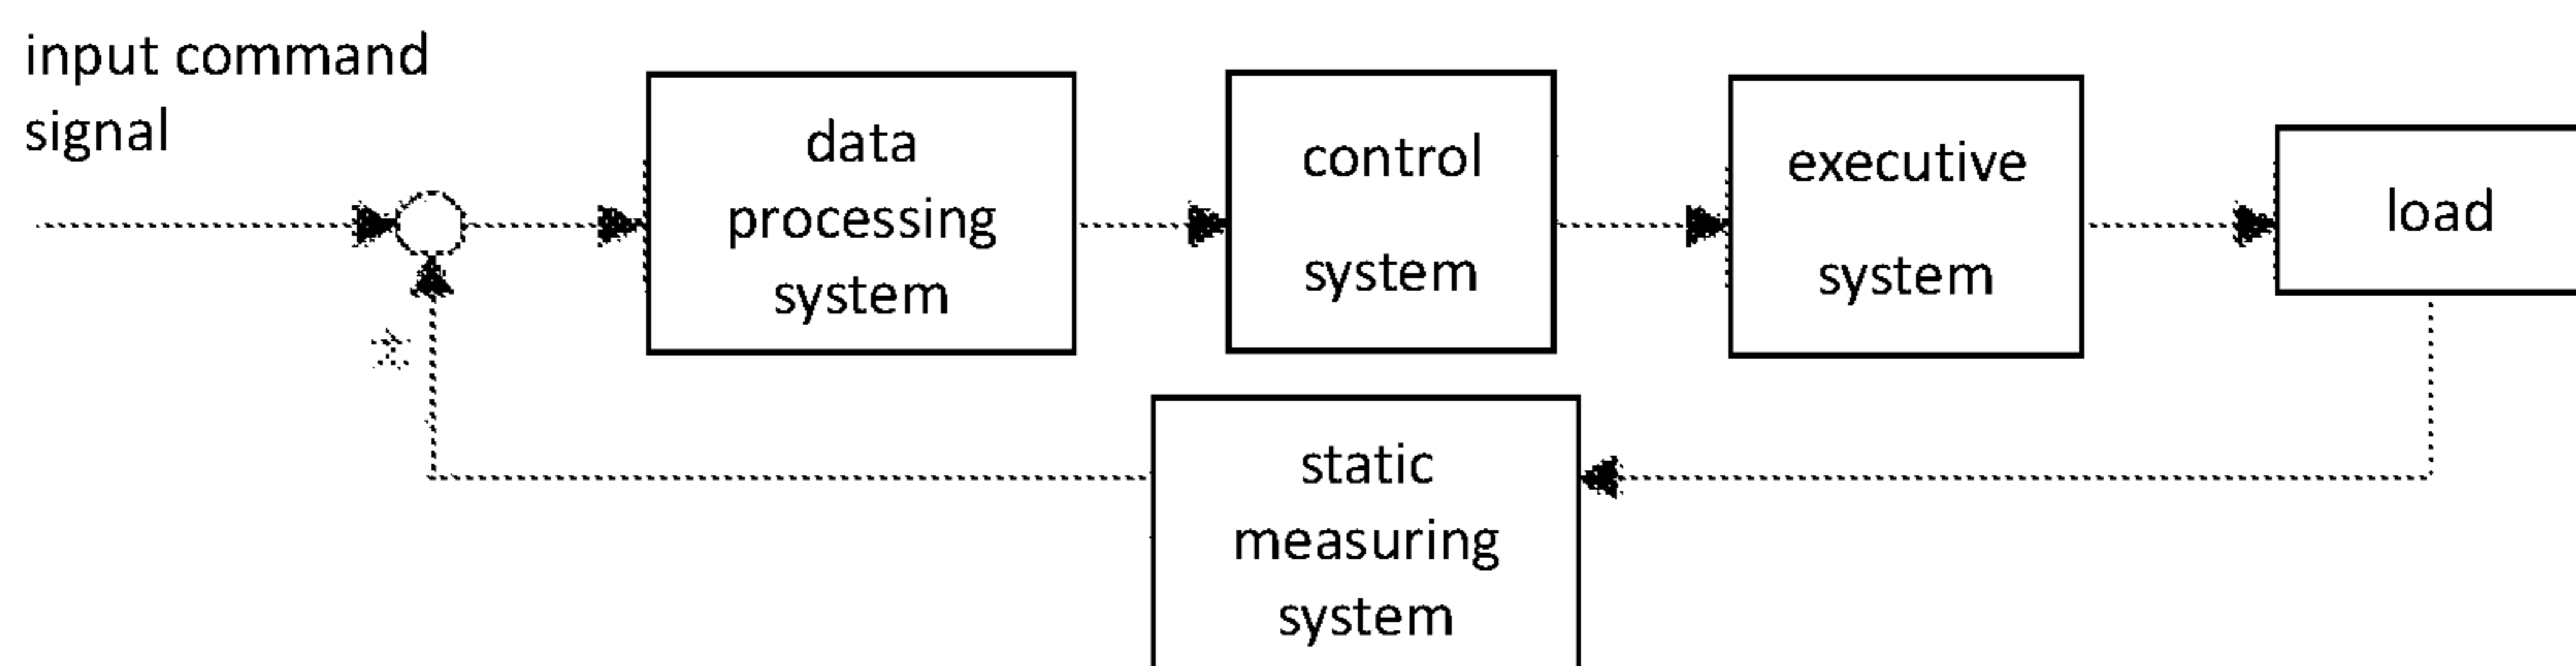 input command
signal
data
processing
system
control
system
executive
system
load
static
measuring
system